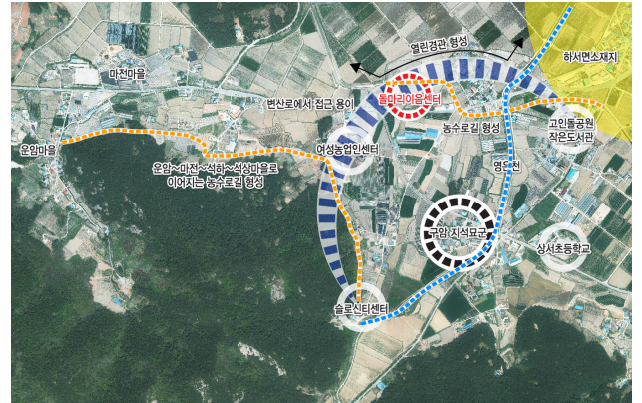 열린경관 형성
하서면소재지
마전마을
변산로에서 접근 용이
돌마리이음센터
농수로길 형성
고인돌공원
작은도서관
운암마을
여성농업인센터
영은천
운암~마전~석하~석상마을로
이어지는 농수로길 형성
구암 지석묘군
상서초등학교
슬로시티센터